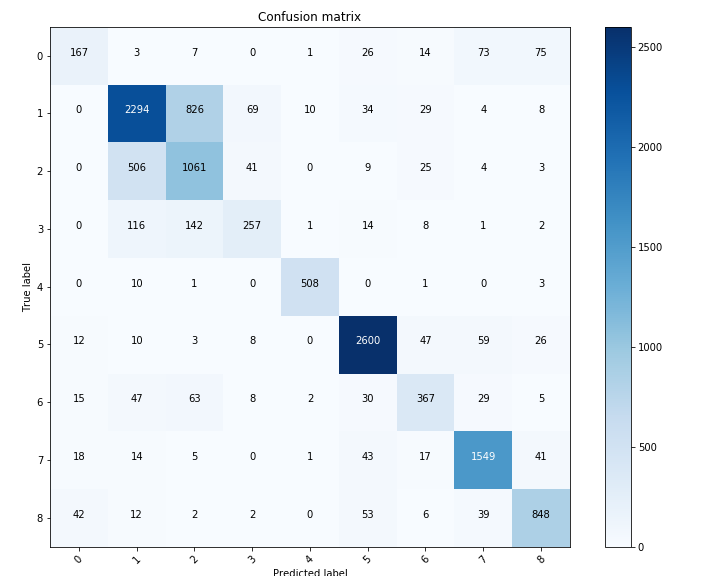 Confusion matrix
0 167 3 7 0 1 26 14 73 75
1 0 2294 826 69 10 34 29 4 8
2 0 506 1061 41 0 9 25 4 3
3 0 116 142 257 1 14 8 1 2
4 0 10 1 0 508 0 1 0 3
5 12 10 3 8 0 2600 47 59 26
6 15 47 63 8 2 30 367 29 5
7 18 14 5 0 1 43 17 1549 41
8 42 12 2 2 0 53 6 39 848
0 1 2 3 4 5 6 7 8
True label
Predicted label
2500
2000
1500
1000
500
0